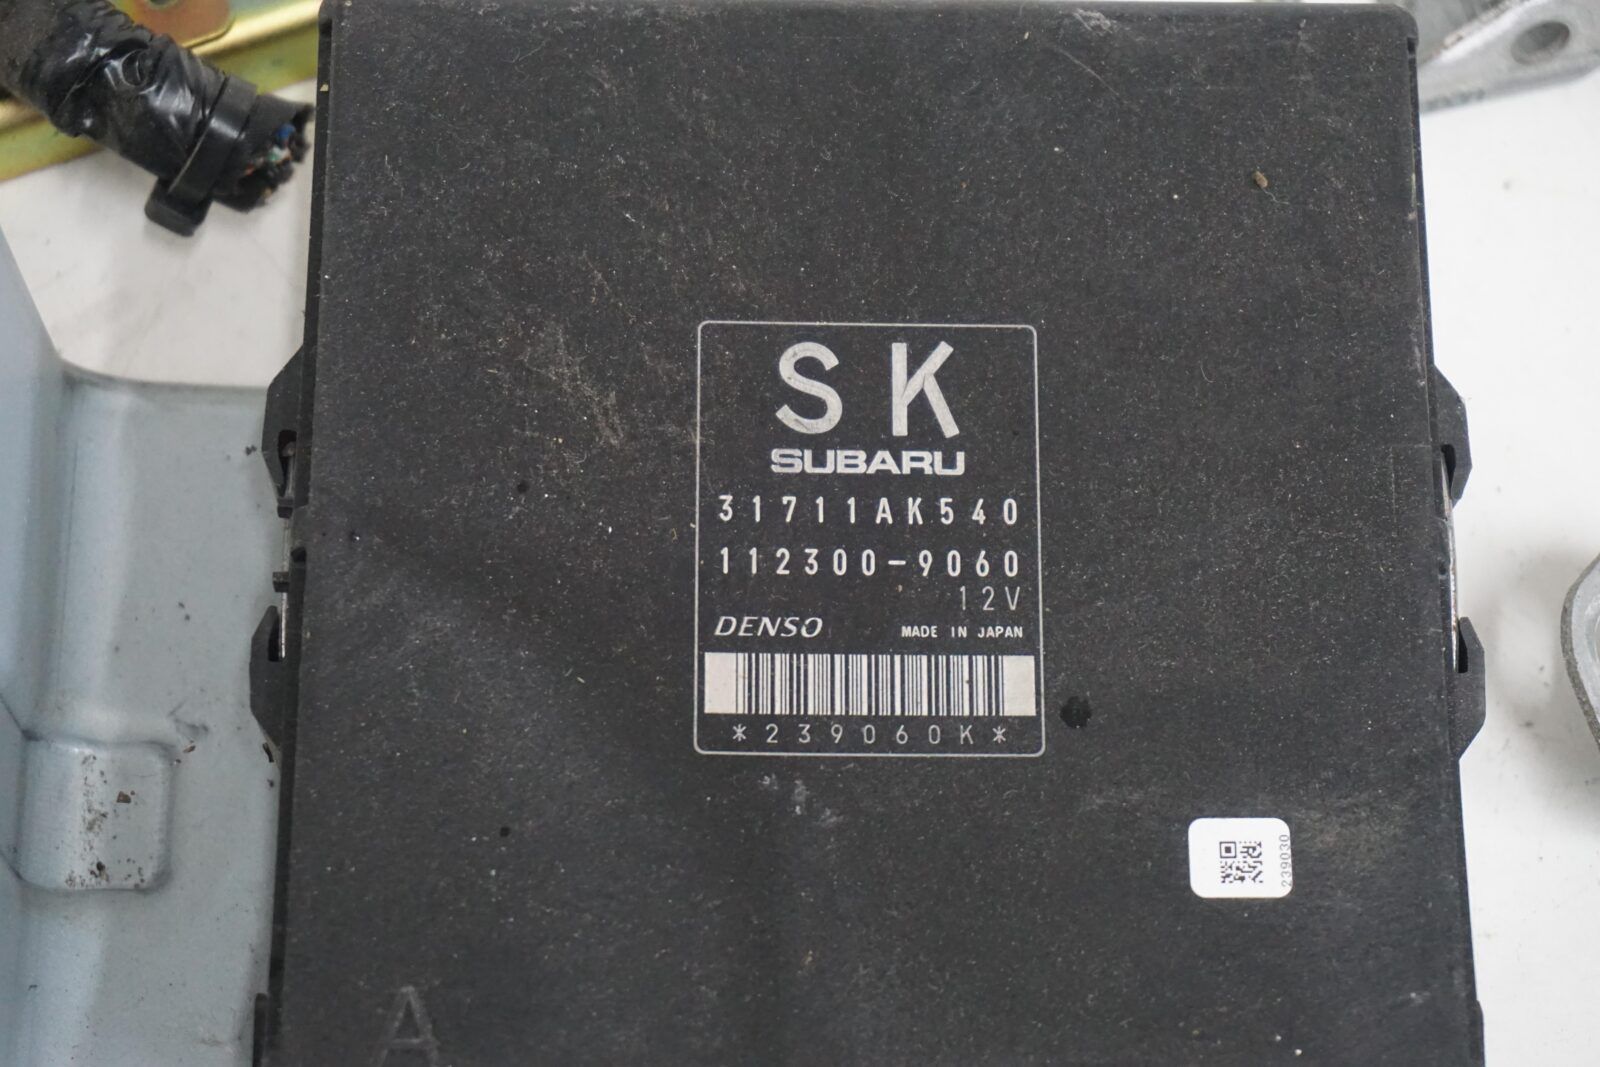 SK
SUBARU
31711AK540
112300-9060
12V
DENSO MADE IN JAPAN
*239060K*
239030
A